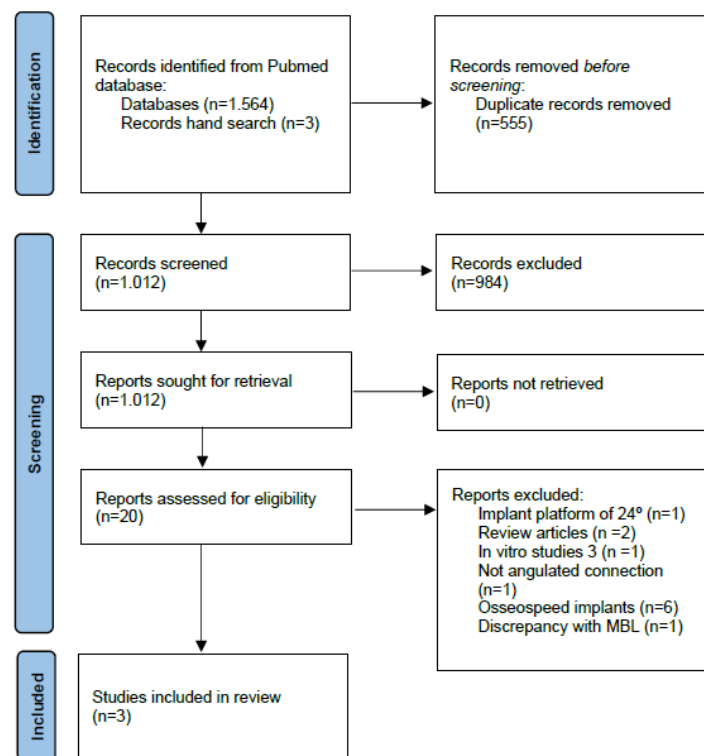 Identification
Records identified from Pubmed
database:
Databases (n=1.564)
Records hand search (n=3)
Records removed before
screening:
Duplicate records removed
(n=555)
Screening
Records screened
(n=1.012)
Records excluded
(n=984)
Reports sought for retrieval
(n=1.012)
Reports not retrieved
(n=0)
Reports assessed for eligibility
(n=20)
Reports excluded:
Implant platform of 24º (n=1)
Review articles (n =2)
In vitro studies 3 (n =1)
Not angulated connection
(n=1)
Osseospeed implants (n=6)
Discrepancy with MBL (n=1)
Included
Studies included in review
(n=3)